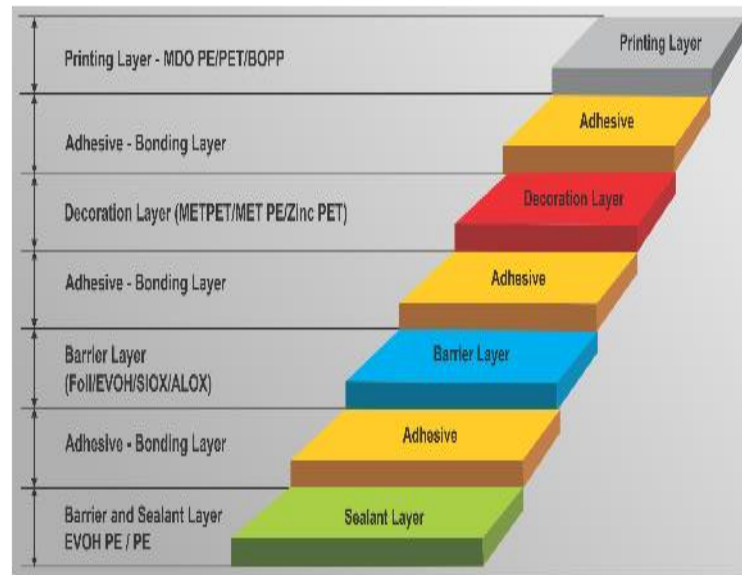 Printing Layer - MDO PE/PET/BOPP
Printing Layer
Adhesive - Bonding Layer
Adhesive
Decoration Layer (METPET/MET PE/Zinc PET)
Decoration Layer
Adhesive - Bonding Layer
Adhesive
Barrier Layer
(Foil/EVOH/SIOX/ALOX)
Barrier Layer
Adhesive - Bonding Layer
Adhesive
Barrier and Sealant Layer
EVOH PE / PE
Sealant Layer